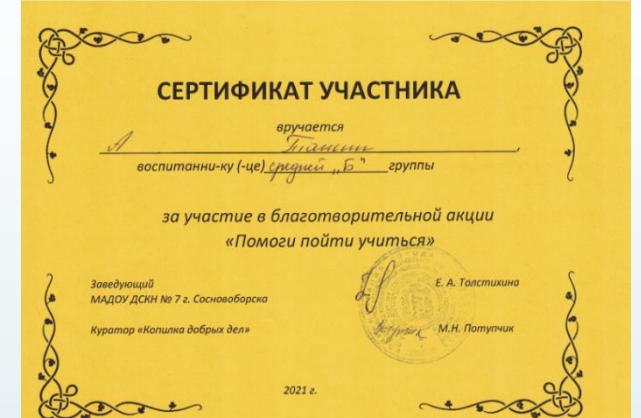 СЕРТИФИКАТ УЧАСТНИКА
вручается
А
воспитанни-ку (-це) средней „Б" группы
за участие в благотворительной акции
«Помоги пойти учиться»
Заведующий
МАДОУ ДСКН № 7 г. Сосновоборска
Е. А. Толстихина
Куратор «Копилка добрых дел»
М.Н. Потупчик
2021 г.